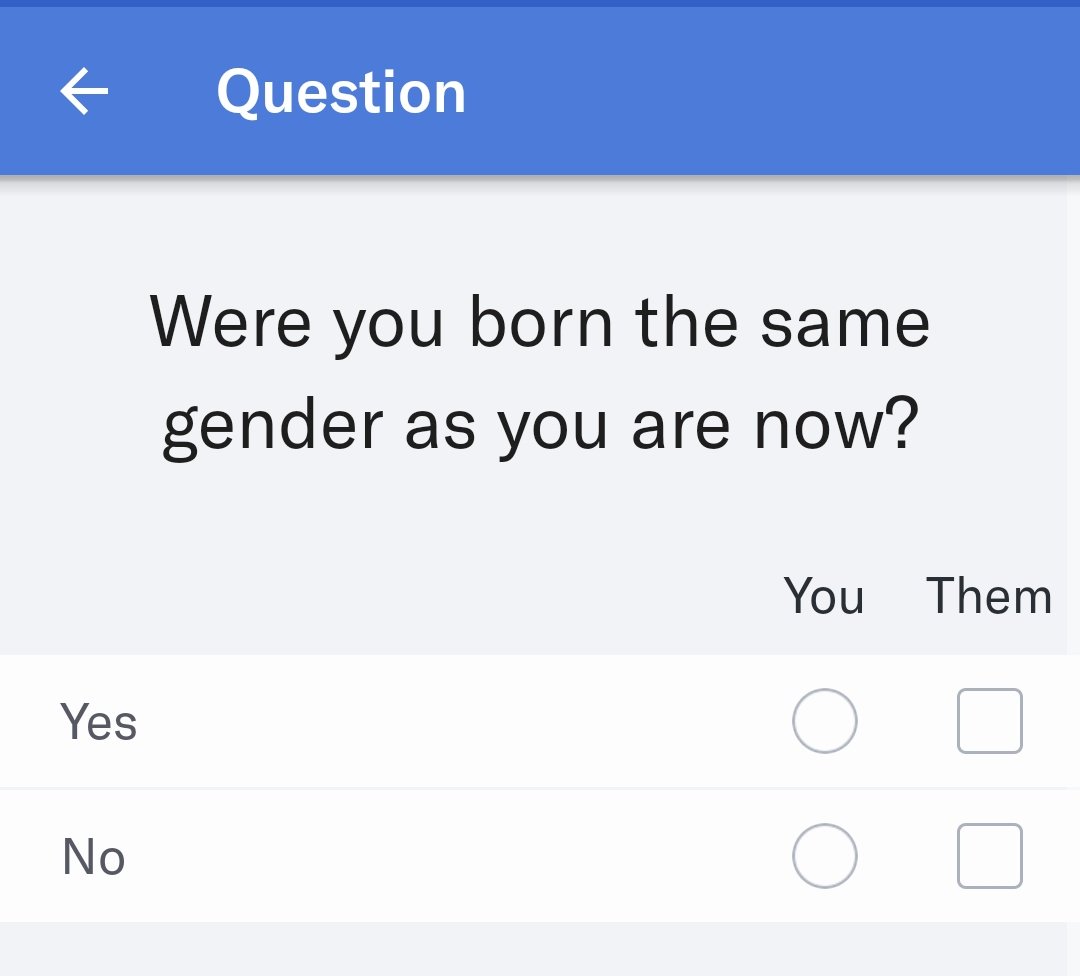 Question
Were you born the same
gender as you are now?
You Them
Yes
No